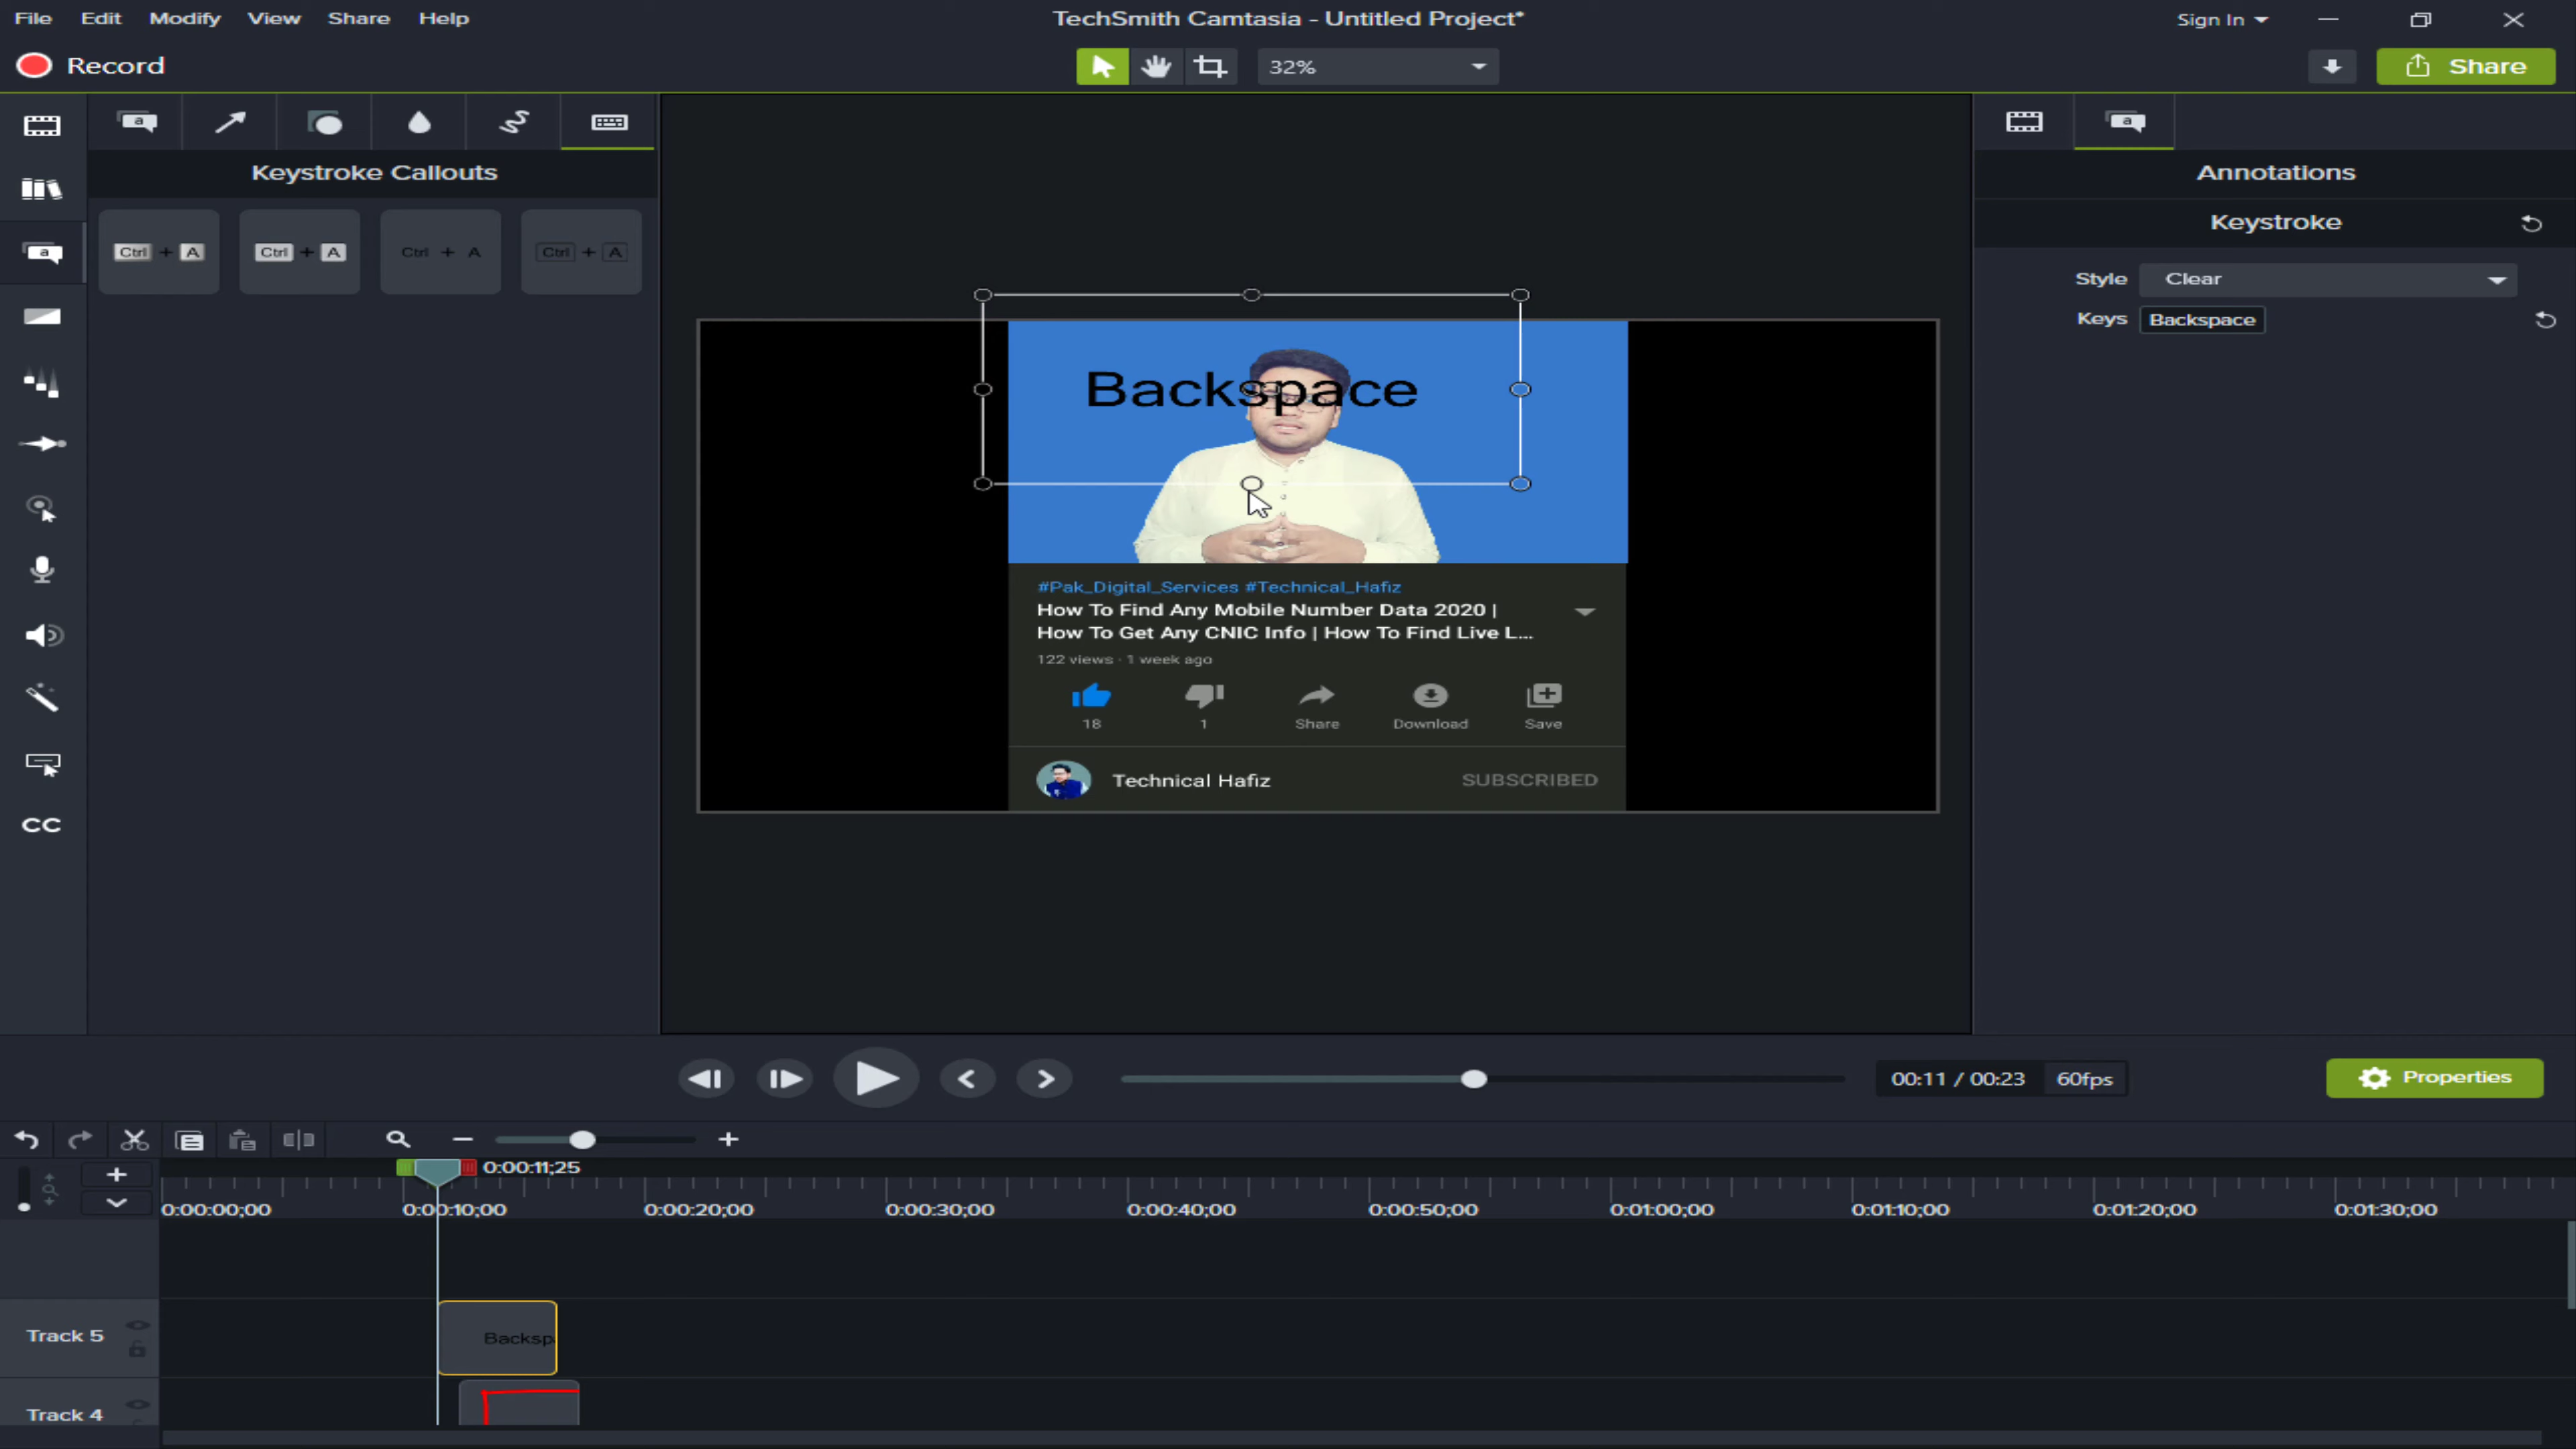 File Edit Modify View Share Help
TechSmith Camtasia - Untitled Project*
Sign In
Record
32%
Share
Keystroke Callouts
Ctrl + A
Ctrl + A
Ctrl + A
Ctrl + A
Annotations
Keystroke
Style Clear
Keys Backspace
Backspace
#Pak_Digital_Services #Technical_Hafiz
How To Find Any Mobile Number Data 2020 |
How To Get Any CNIC Info | How To Find Live L...
122 views · 1 week ago
18 1 Share Download Save
Technical Hafiz SUBSCRIBED
CC
00:11 / 00:23 60fps
Properties
0:00:11;25
0:00:00;00 0:00:10;00 0:00:20;00 0:00:30;00 0:00:40;00 0:00:50;00 0:01:00;00 0:01:10;00 0:01:20;00 0:01:30;00
Track 5
Backsp
Track 4